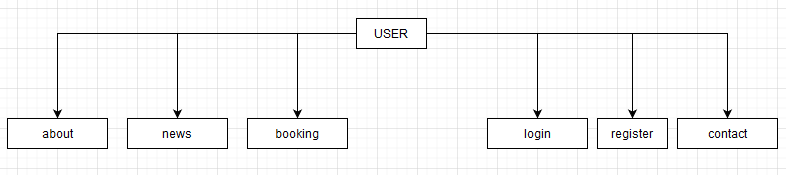 USER
about
news
booking
login
register
contact